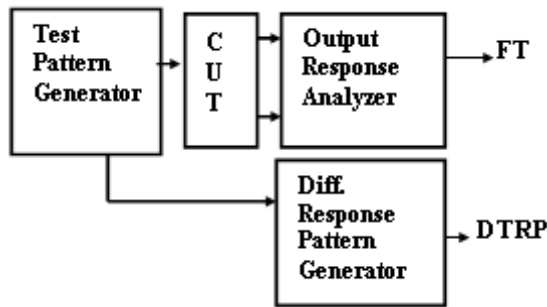 Test
Pattern
Generator
C
U
T
Output
Response
Analyzer
FT
Diff.
Response
Pattern
Generator
DTRP